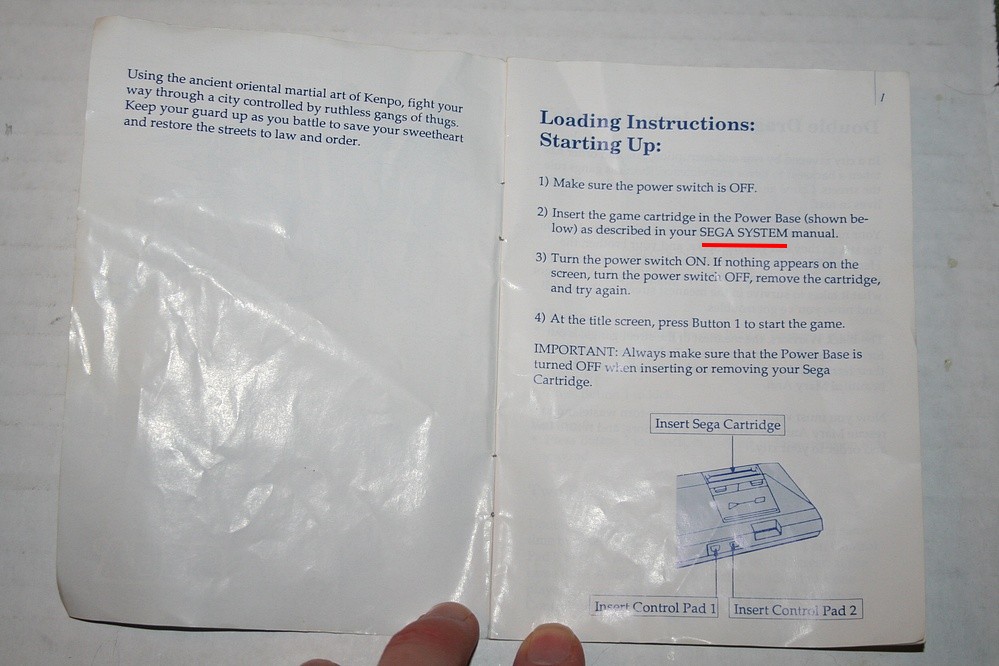 Using the ancient oriental martial art of Kenpo, fight your
way through a city controlled by ruthless gangs of thugs.
Keep your guard up as you battle to save your sweetheart
and restore the streets to law and order.
1
Loading Instructions:
Starting Up:
1) Make sure the power switch is OFF.
2) Insert the game cartridge in the Power Base (shown be-
low) as described in your SEGA SYSTEM manual.
3) Turn the power switch ON. If nothing appears on the
screen, turn the power switch OFF, remove the cartridge,
and try again.
4) At the title screen, press Button 1 to start the game.
IMPORTANT: Always make sure that the Power Base is
turned OFF when inserting or removing your Sega
Cartridge.
Insert Sega Cartridge
Insert Control Pad 1
Insert Control Pad 2